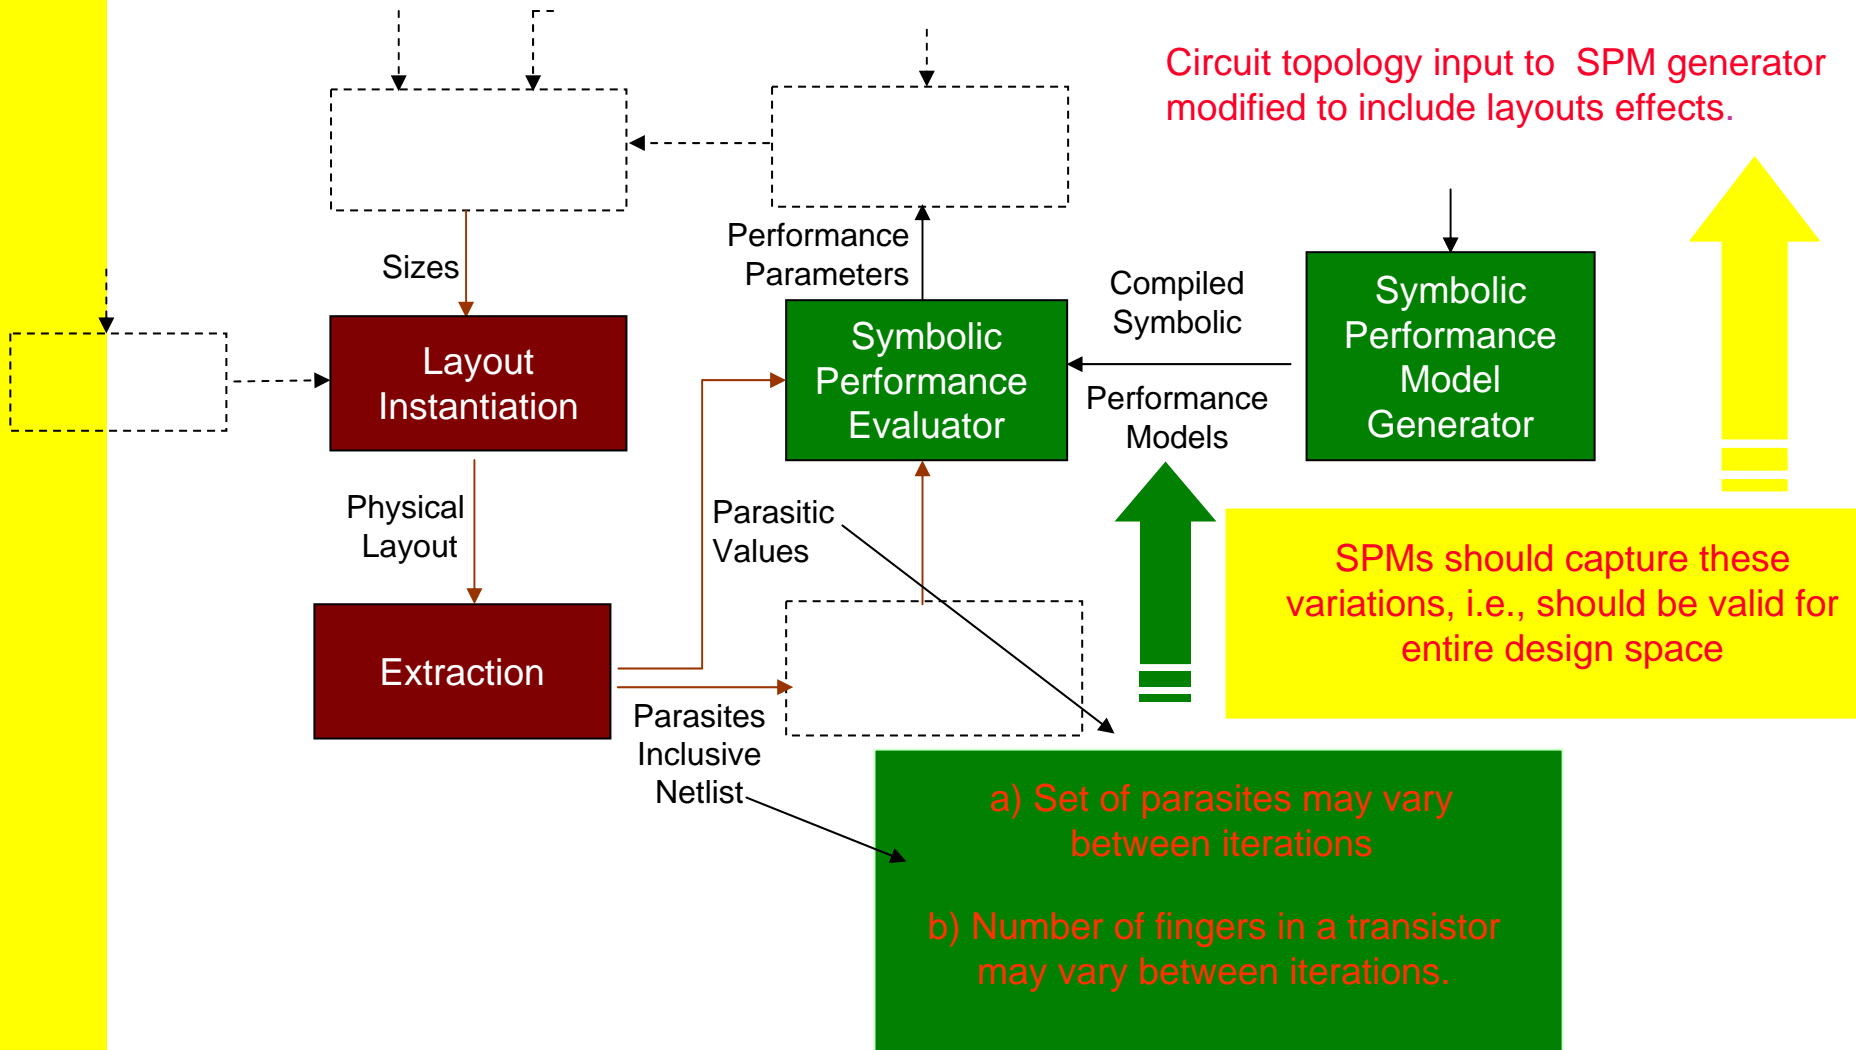 Circuit topology input to  SPM generator
modified to include layouts effects.
Performance
Parameters
Sizes
Compiled
Symbolic
Symbolic
Performance
Model
Generator
Layout
Instantiation
Symbolic
Performance
Evaluator
Performance
Models
Physical
Layout
Parasitic
Values
SPMs should capture these
variations, i.e., should be valid for
entire design space
Extraction
Parasites
Inclusive
Netlist
a) Set of parasites may vary
between iterations
b) Number of fingers in a transistor
may vary between iterations.